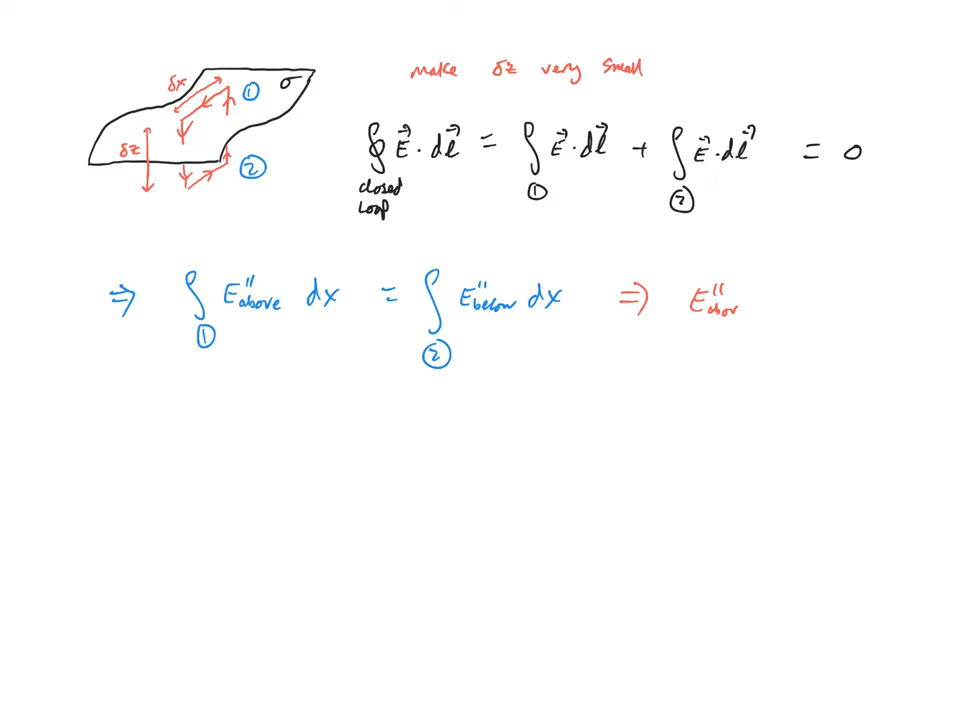 make δz very small
δx ① σ
δz ②
∮ E⃗ · dl⃗ = ∫ E⃗ · dl⃗ + ∫ E⃗ · dl⃗ = 0
closed ① ②
loop
⇒ ∫ E"above dx = ∫ E"below dx ⇒ E"abov
① ②